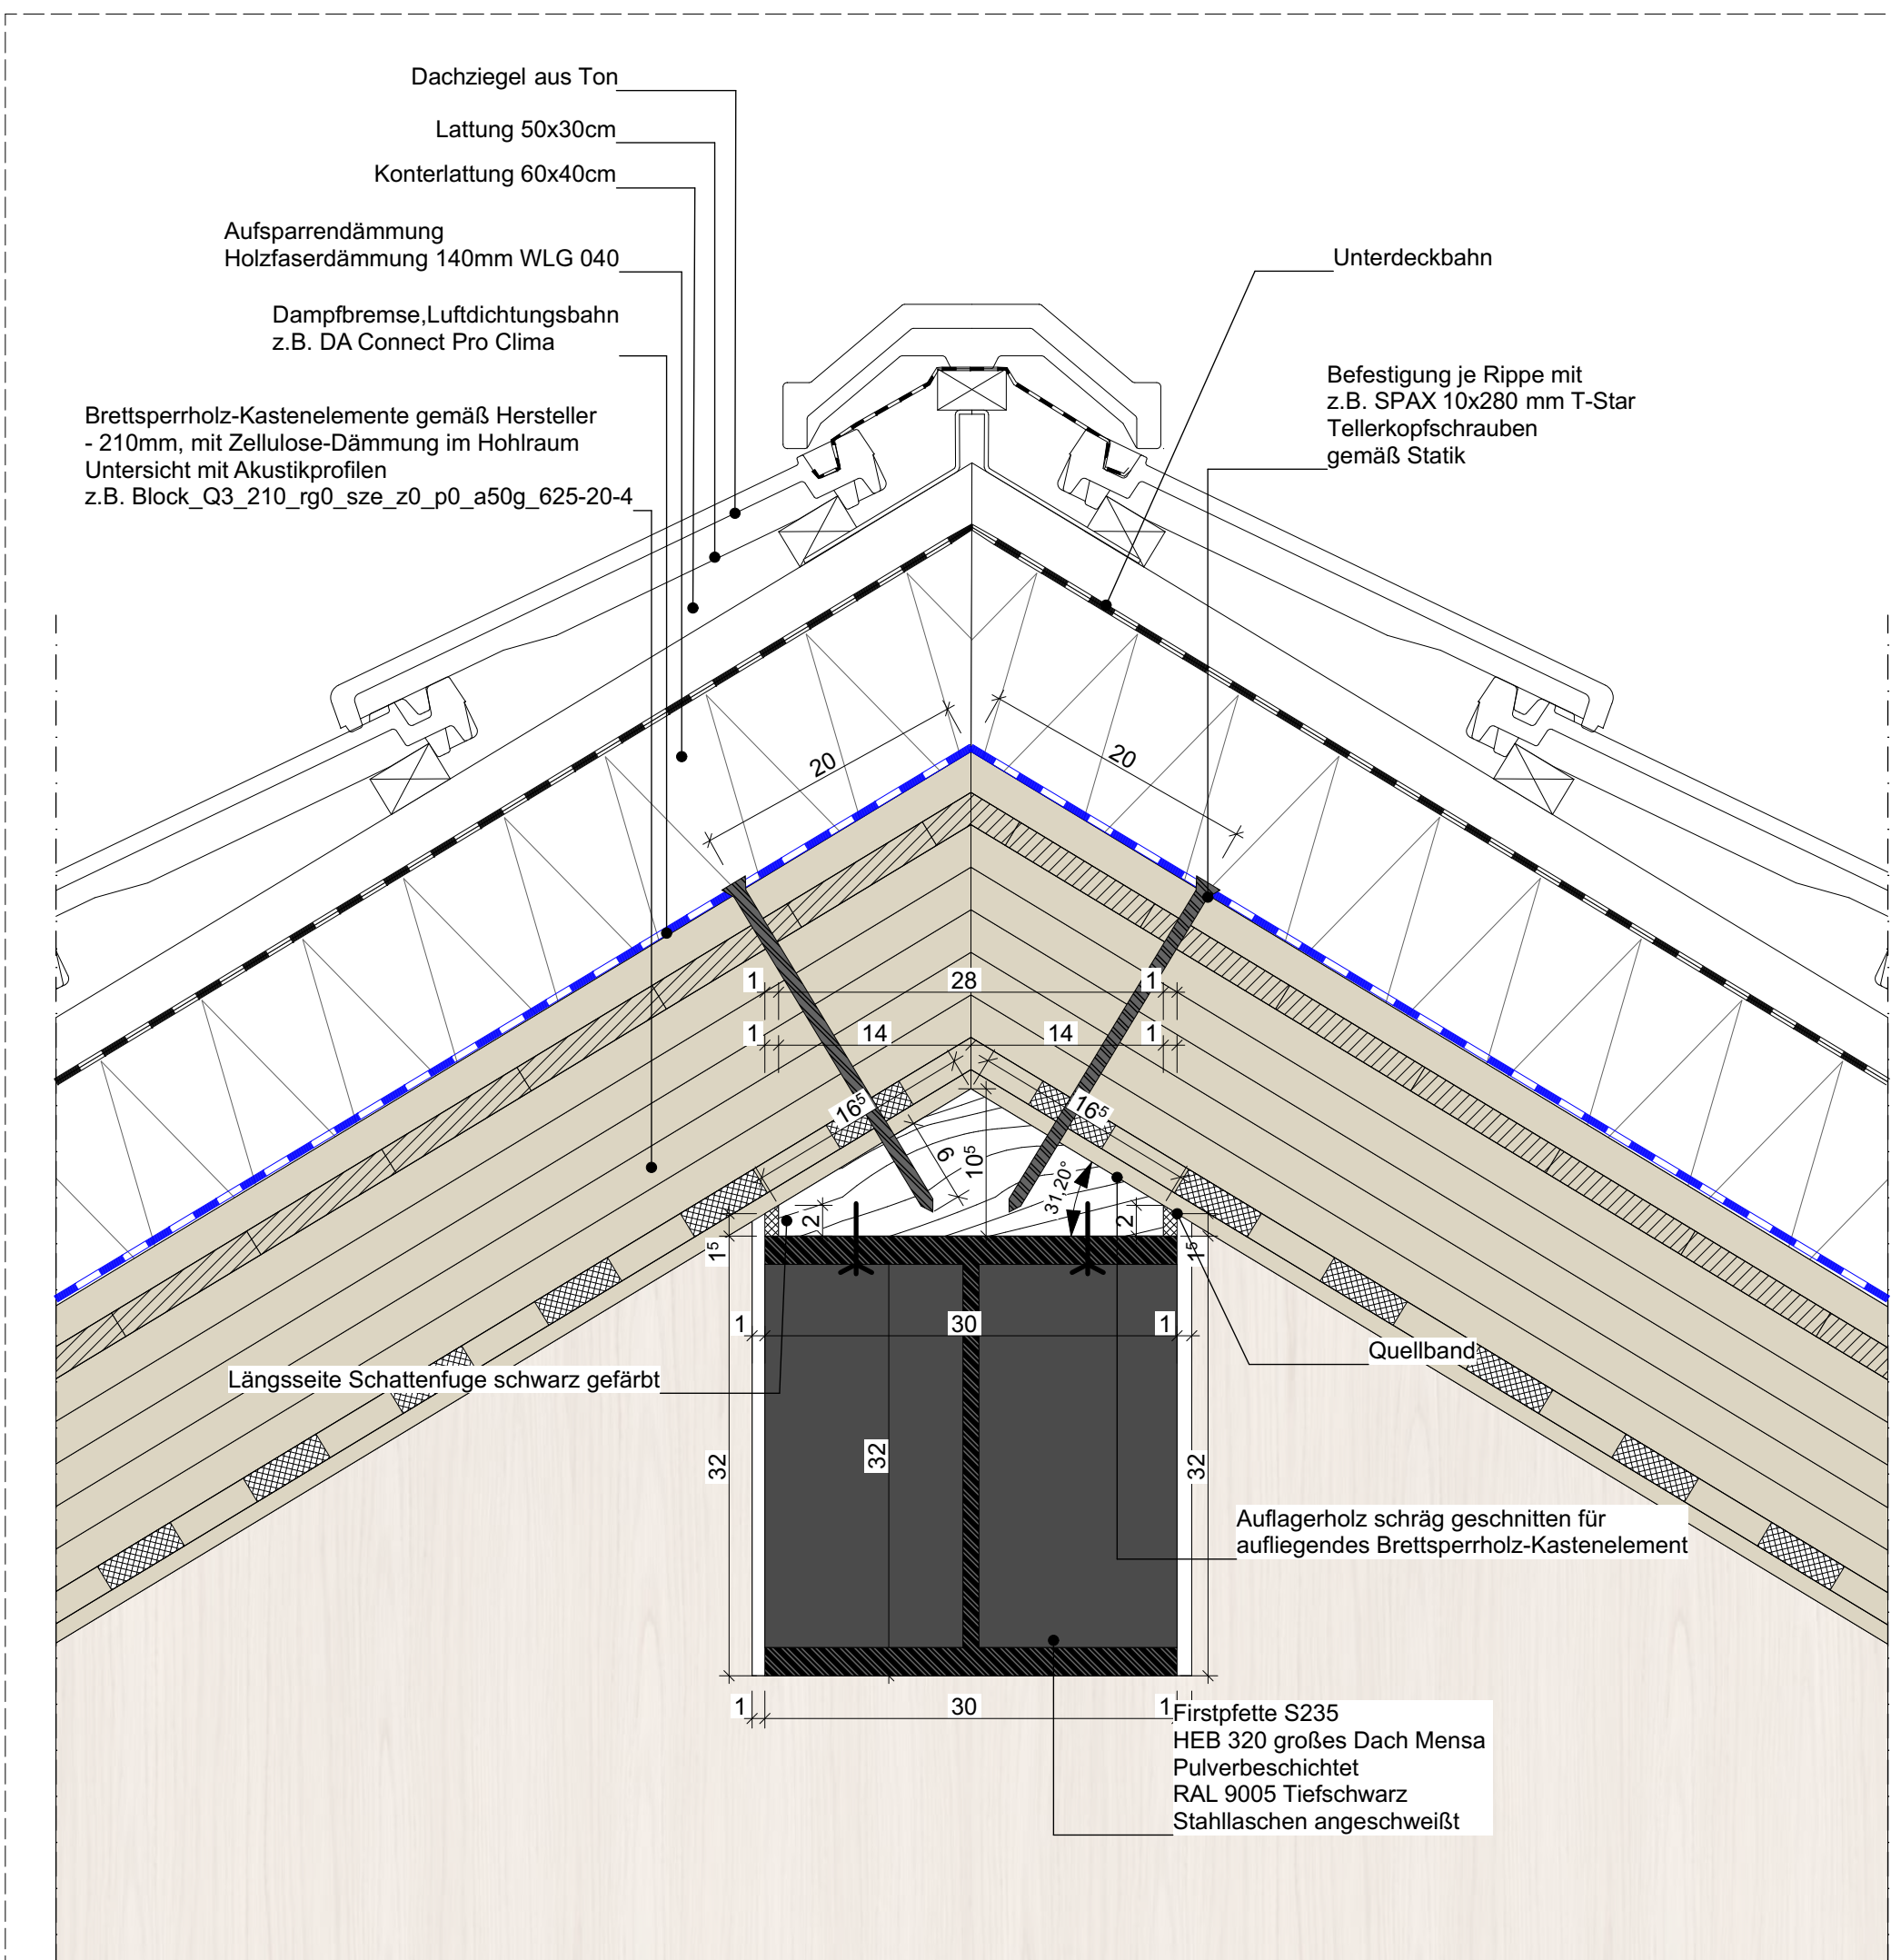 Dachziegel aus Ton
Lattung 50x30cm
Konterlattung 60x40cm
Aufsparrendämmung
Holzfaserdämmung 140mm WLG 040
Dampfbremse,Luftdichtungsbahn
z.B. DA Connect Pro Clima
Brettsperrholz-Kastenelemente gemäß Hersteller
- 210mm, mit Zellulose-Dämmung im Hohlraum
Untersicht mit Akustikprofilen
z.B. Block_Q3_210_rg0_sze_z0_p0_a50g_625-20-4
Unterdeckbahn
Befestigung je Rippe mit
z.B. SPAX 10x280 mm T-Star
Tellerkopfschrauben
gemäß Statik
20
20
1 28 1
1 14 14 1
16⁵
16⁵
6
10⁵
31,20°
2
2
1⁵
1⁵
1 30 1
Quellband
Längsseite Schattenfuge schwarz gefärbt
32
32
32
Auflagerholz schräg geschnitten für
aufliegendes Brettsperrholz-Kastenelement
1 30 1
Firstpfette S235
HEB 320 großes Dach Mensa
Pulverbeschichtet
RAL 9005 Tiefschwarz
Stahllaschen angeschweißt